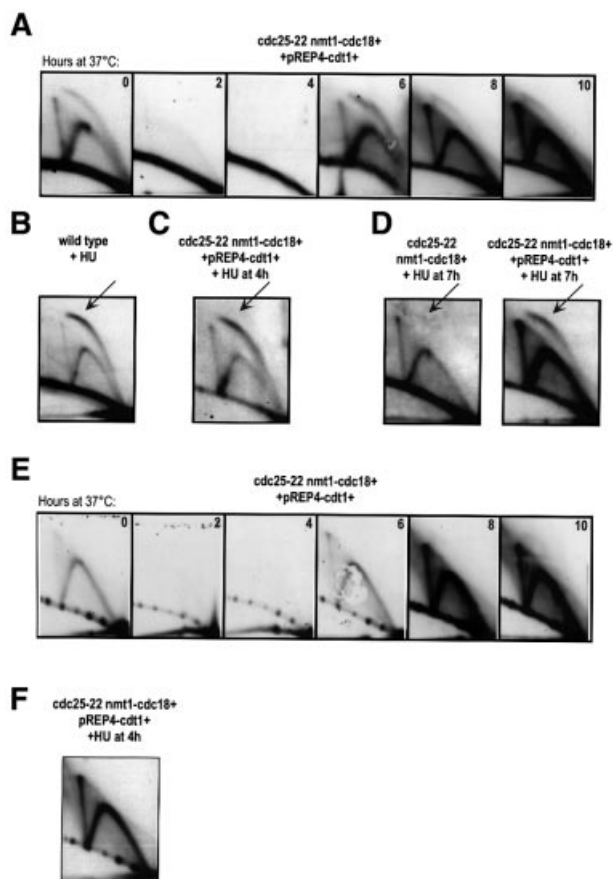 A
cdc25-22 nmt1-cdc18+
+pREP4-cdt1+
Hours at 37°C:
0 2 4 6 8 10
B
wild type
+ HU
C
cdc25-22 nmt1-cdc18+
+pREP4-cdt1+
+ HU at 4h
D
cdc25-22
nmt1-cdc18+
+ HU at 7h
cdc25-22 nmt1-cdc18+
+pREP4-cdt1+
+ HU at 7h
E
cdc25-22 nmt1-cdc18+
+pREP4-cdt1+
Hours at 37°C:
0 2 4 6 8 10
F
cdc25-22 nmt1-cdc18+
pREP4-cdt1+
+HU at 4h